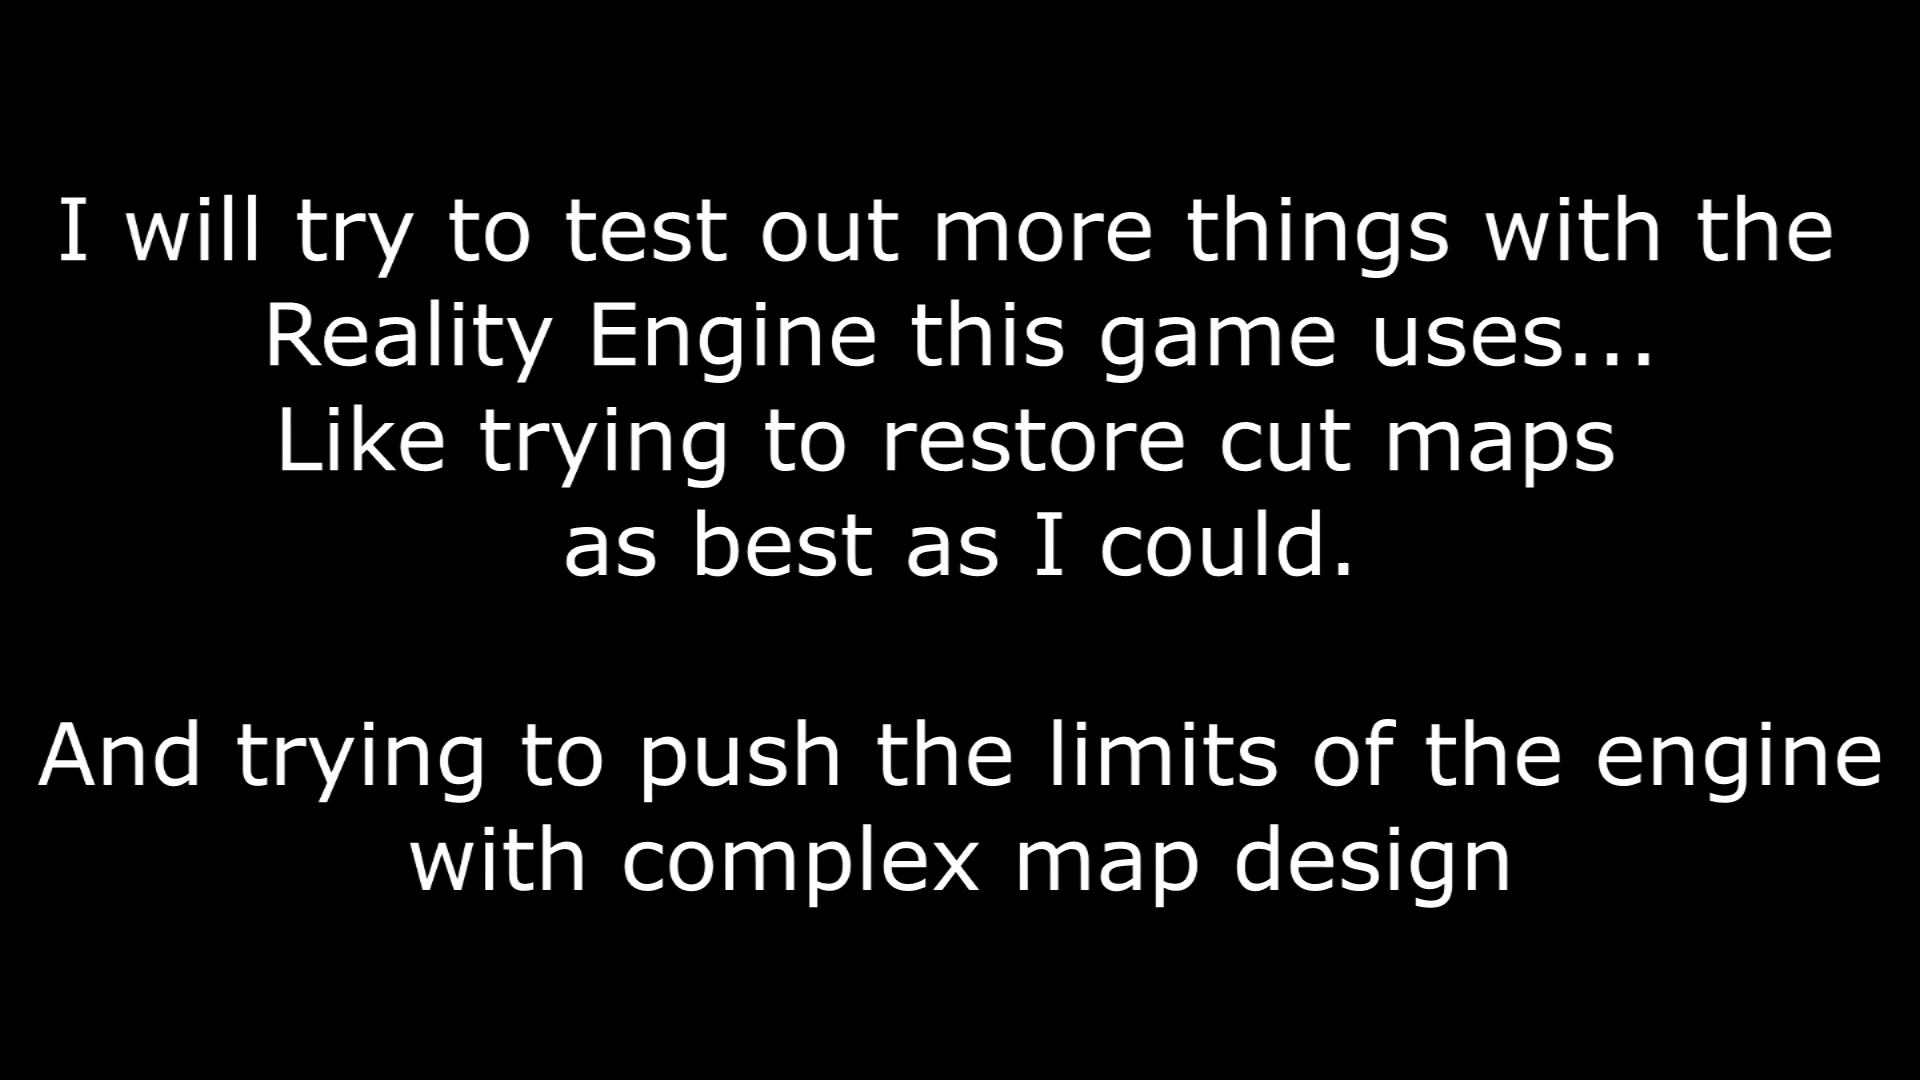 I will try to test out more things with the
Reality Engine this game uses...
Like trying to restore cut maps
as best as I could.
And trying to push the limits of the engine
with complex map design